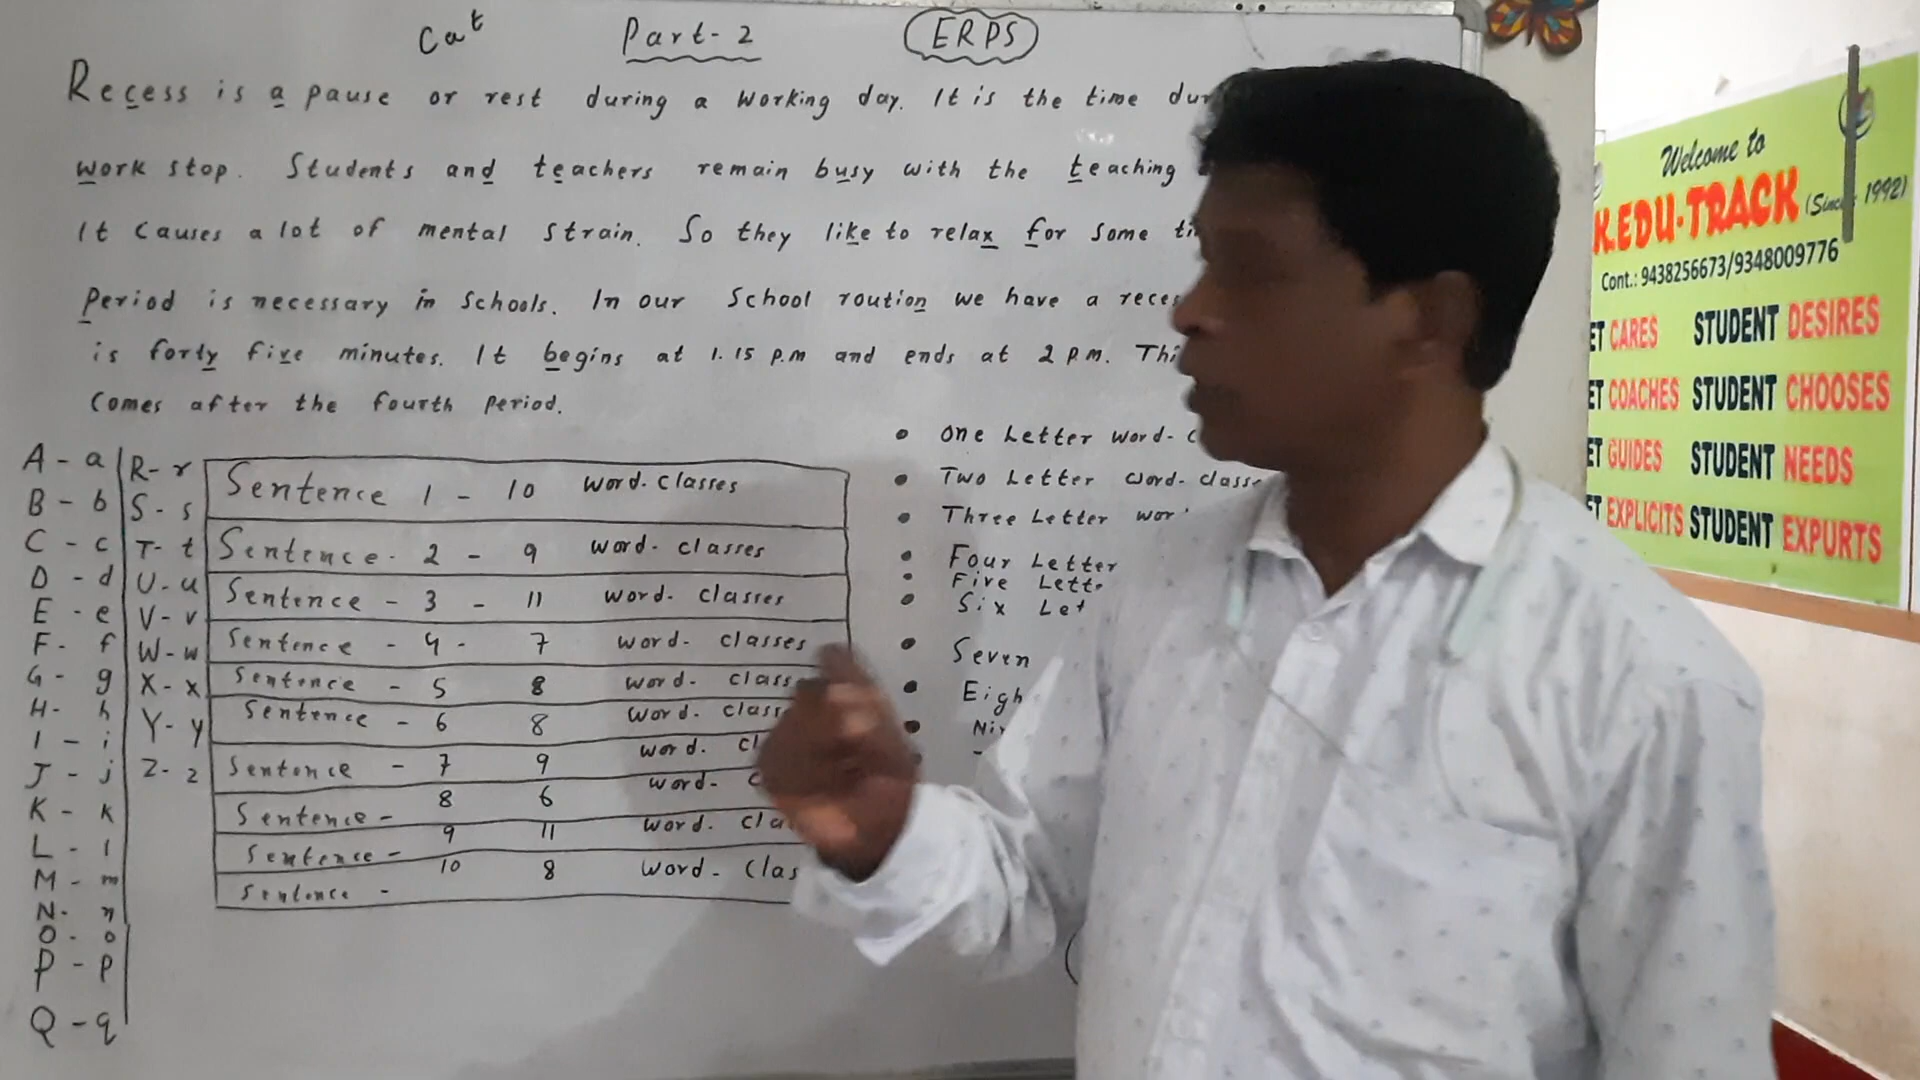 cat Part-2 ERPS
Recess is a pause or rest during a working day. It is the time
work stop. Students and teachers remain busy with the teaching
It causes a lot of mental strain. So they like to relax for some
Period is necessary in schools. In our school roution we have a
is forty five minutes. It begins at 1.15 p.m and ends at 2 p.m.
comes after the fourth period.
A - a
B - b
C - c
D - d
E - e
F - f
G - g
H - h
I - i
J - j
K - k
L - l
M - m
N - n
O - o
P - p
Q - q
R - r
S - s
T - t
U - u
V - v
W - w
X - x
Y - y
Z - z
Sentence 1 - 10 word-classes
Sentence - 2 - 9 word-classes
Sentence - 3 - 11 word-classes
Sentence - 4 - 7 word-classes
Sentence - 5 8 word-
Sentence - 6 8 word-
Sentence - 7 9 word-
Sentence - 8 6 word-
Sentence - 9 11 word-
Sentence - 10 8 word-
• One Letter word-
• Two Letter word-
• Three Letter
• Four Letter
• Five
• Six
• Seven
Welcome to
K.EDU-TRACK (Since 1992)
Cont.: 9438256673/9348009776
CARES STUDENT DESIRES
COACHES STUDENT CHOOSES
GUIDES STUDENT NEEDS
EXPLICITS STUDENT EXPURTS